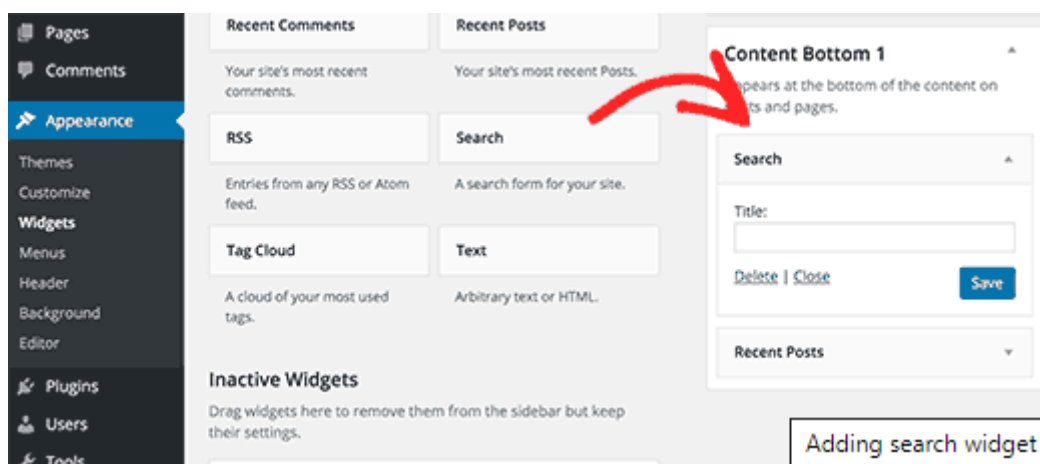 Pages
Comments
Appearance
Themes
Customize
Widgets
Menus
Header
Background
Editor
Plugins
Users
Tools
Recent Comments
Your site's most recent
comments.
Recent Posts
Your site's most recent Posts.
RSS
Entries from any RSS or Atom
feed.
Search
A search form for your site.
Tag Cloud
A cloud of your most used
tags.
Text
Arbitrary text or HTML.
Inactive Widgets
Drag widgets here to remove them from the sidebar but keep
their settings.
Content Bottom 1
at the bottom of the content on
and pages.
Search
Title:
Delete | Close
Save
Recent Posts
Adding search widget